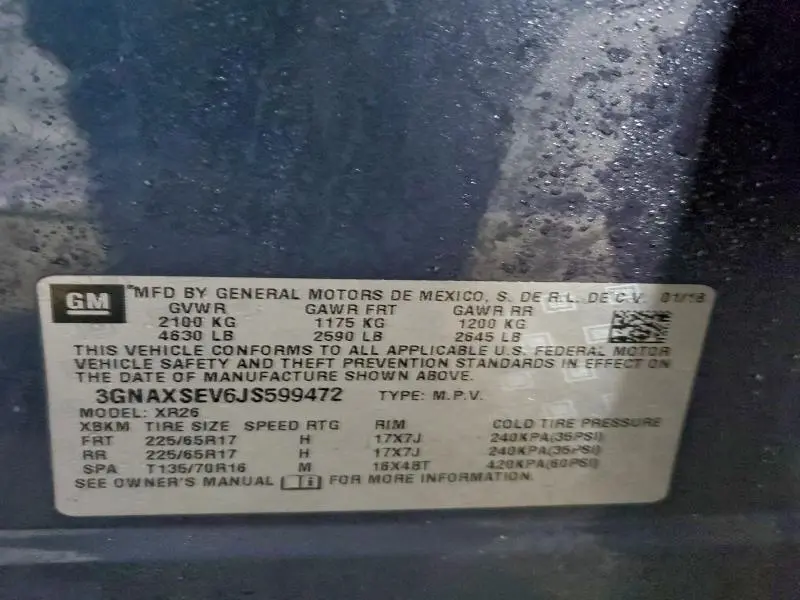 GM
*MFD BY GENERAL MOTORS DE MEXICO, S. DE R.L. DE C.V. 01/18
GVWR GAWR FRT GAWR RR
2100 KG 1175 KG 1200 KG
4630 LB 2590 LB 2645 LB
THIS VEHICLE CONFORMS TO ALL APPLICABLE U.S. FEDERAL MOTOR
VEHICLE SAFETY AND THEFT PREVENTION STANDARDS IN EFFECT ON
THE DATE OF MANUFACTURE SHOWN ABOVE.
3GNAXSEV6JS599472 TYPE: M.P.V.
MODEL: XR26
XBKM TIRE SIZE SPEED RTG RIM COLD TIRE PRESSURE
FRT 225/65R17 H 17X7J 240KPA(35PSI)
RR 225/65R17 H 17X7J 240KPA(35PSI)
SPA T135/70R16 M 16X4BT 420KPA(60PSI)
SEE OWNER'S MANUAL i FOR MORE INFORMATION.